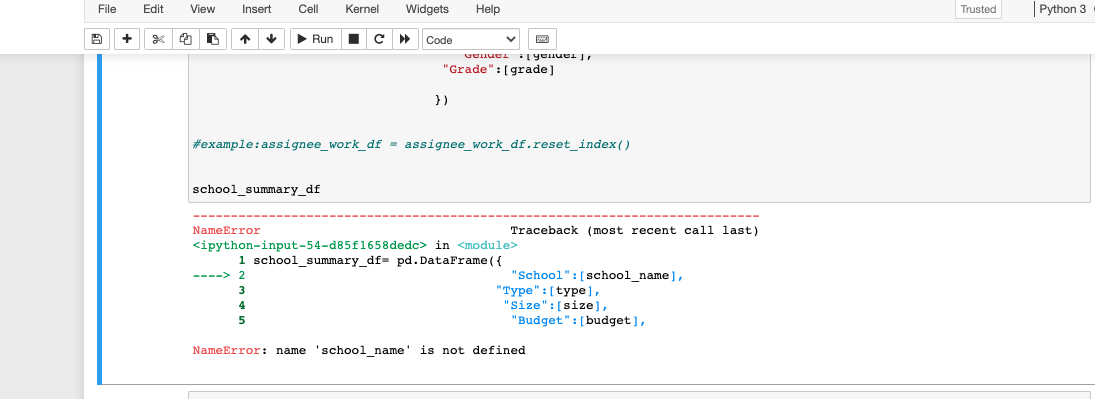 File Edit View Insert Cell Kernel Widgets Help Trusted Python 3
Run Code
"Gender":[gender],
"Grade":[grade]
})
#example:assignee_work_df = assignee_work_df.reset_index()
school_summary_df
---------------------------------------------------------------------------
NameError Traceback (most recent call last)
<ipython-input-54-d85f1658dedc> in <module>
1 school_summary_df= pd.DataFrame({
----> 2 "School":[school_name],
3 "Type":[type],
4 "Size":[size],
5 "Budget":[budget],
NameError: name 'school_name' is not defined